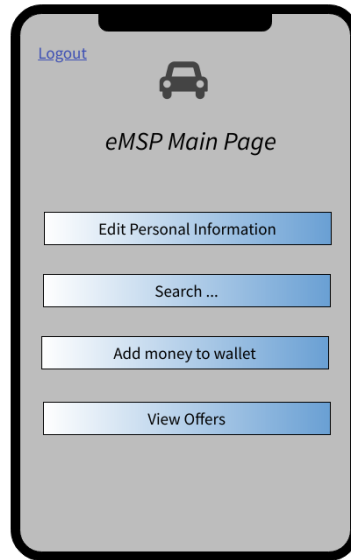 Logout
eMSP Main Page
Edit Personal Information
Search ...
Add money to wallet
View Offers